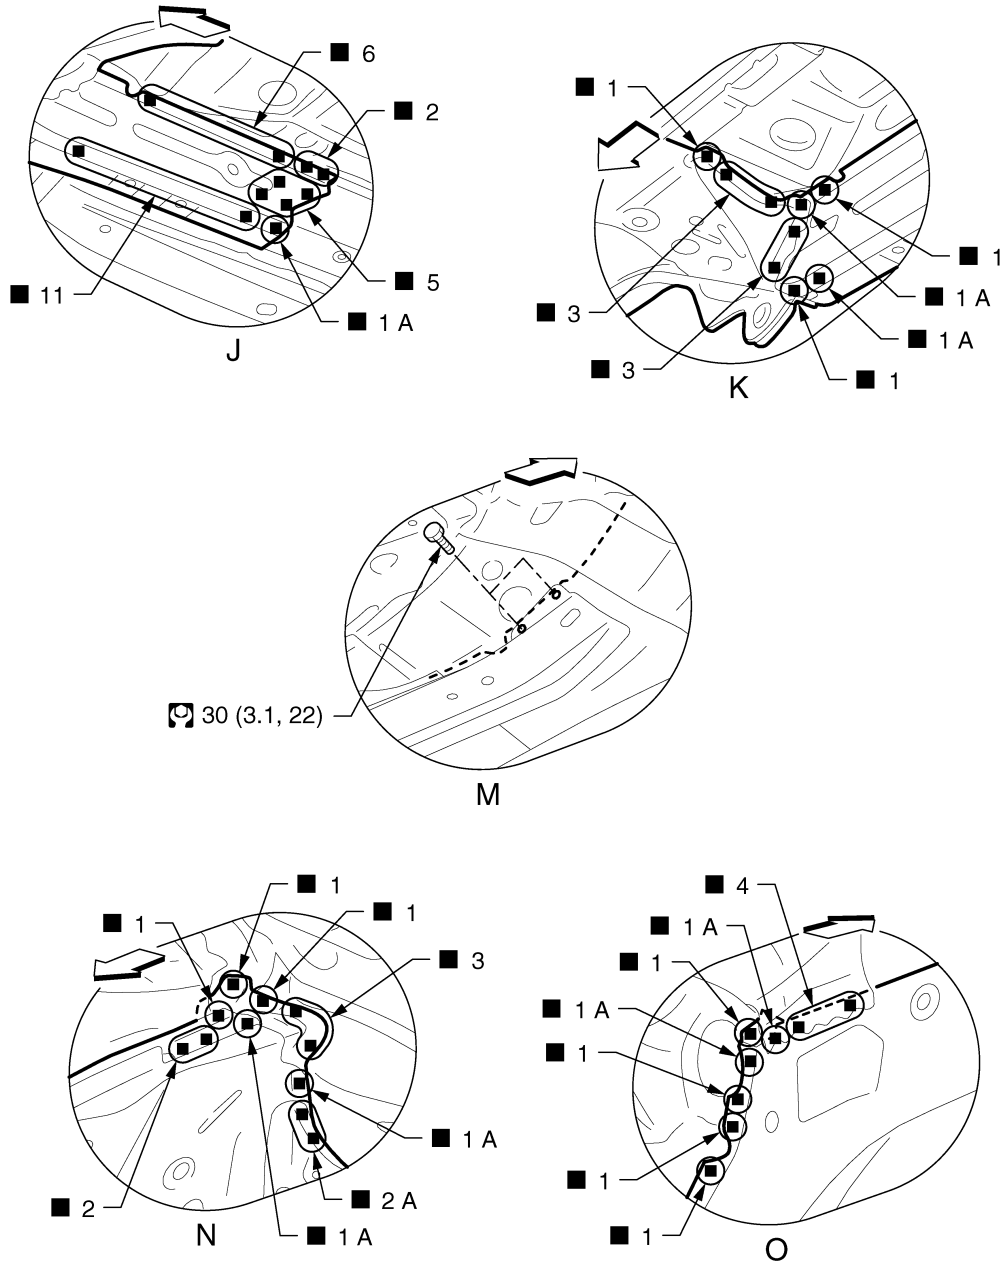 ■ 6
■ 2
■ 11
■ 5
■ 1 A
J
■ 1
■ 1
■ 1 A
■ 3
■ 1 A
■ 3
■ 1
K
30 (3.1, 22)
M
■ 1
■ 1
■ 1
■ 3
■ 1 A
■ 2 A
■ 2
■ 1 A
N
■ 4
■ 1 A
■ 1
■ 1 A
■ 1
■ 1
■ 1
O